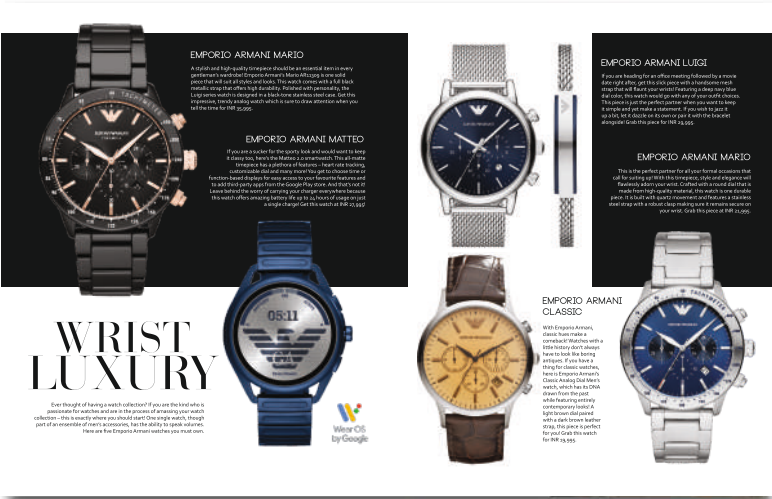 EMPORIO ARMANI MARIO
A stylish and high-quality timepiece should be an essential item in every
gentleman's wardrobe! Emporio Armani's Mario AR11309 is one solid
piece that will suit all styles and looks. This watch comes with a full black
metallic strap that offers high durability. Polished with personality, the
Luigi series watch is designed in a black-tone stainless steel case. Get this
impressive, trendy analog watch which is sure to draw attention when you
tell the time for INR 35,995.
EMPORIO ARMANI MATTEO
If you are a sucker for the sporty look and would want to keep
it classy too, here's the Matteo 2.0 smartwatch. This all-matte
timepiece has a plethora of features – heart rate tracking,
customizable dial and many more! You get to choose time or
function-based displays for easy access to your favourite features and
to add third-party apps from the Google Play store. And that's not it!
Leave behind the worry of carrying your charger everywhere because
this watch offers amazing battery life up to 24 hours of usage on just
a single charge! Get this watch at INR 27,995!
WRIST
LUXURY
Ever thought of having a watch collection? If you are the kind who is
passionate for watches and are in the process of amassing your watch
collection – this is exactly where you should start! One single watch, though
part of an ensemble of men's accessories, has the ability to speak volumes.
Here are five Emporio Armani watches you must own.
05:11
Wear OS
by Google
EMPORIO ARMANI LUIGI
If you are heading for an office meeting followed by a movie
date right after, get this slick piece with a handsome mesh
strap that will flaunt your wrists! Featuring a deep navy blue
dial color, this watch would go with any of your outfit choices.
This piece is just the perfect partner when you want to keep
it simple and yet make a statement. If you wish to jazz it
up a bit, let it dazzle on its own or pair it with the bracelet
alongside! Grab this piece for INR 29,995.
EMPORIO ARMANI MARIO
This is the perfect partner for all your formal occasions that
call for suiting up! With this timepiece, style and elegance will
flawlessly adorn your wrist. Crafted with a round dial that is
made from high-quality material, this watch is one durable
piece. It is built with quartz movement and features a stainless
steel strap with a robust clasp making sure it remains secure on
your wrist. Grab this piece at INR 21,995.
EMPORIO ARMANI
CLASSIC
With Emporio Armani,
classic hues make a
comeback! Watches with a
little history don't always
have to look like boring
antiques. If you have a
thing for classic watches,
here is Emporio Armani's
Classic Analog Dial Men's
watch, which has its DNA
drawn from the past
while featuring entirely
contemporary looks! A
light brown dial paired
with a dark brown leather
strap, this piece is perfect
for you! Grab this watch
for INR 19,995.
TACHYMETER